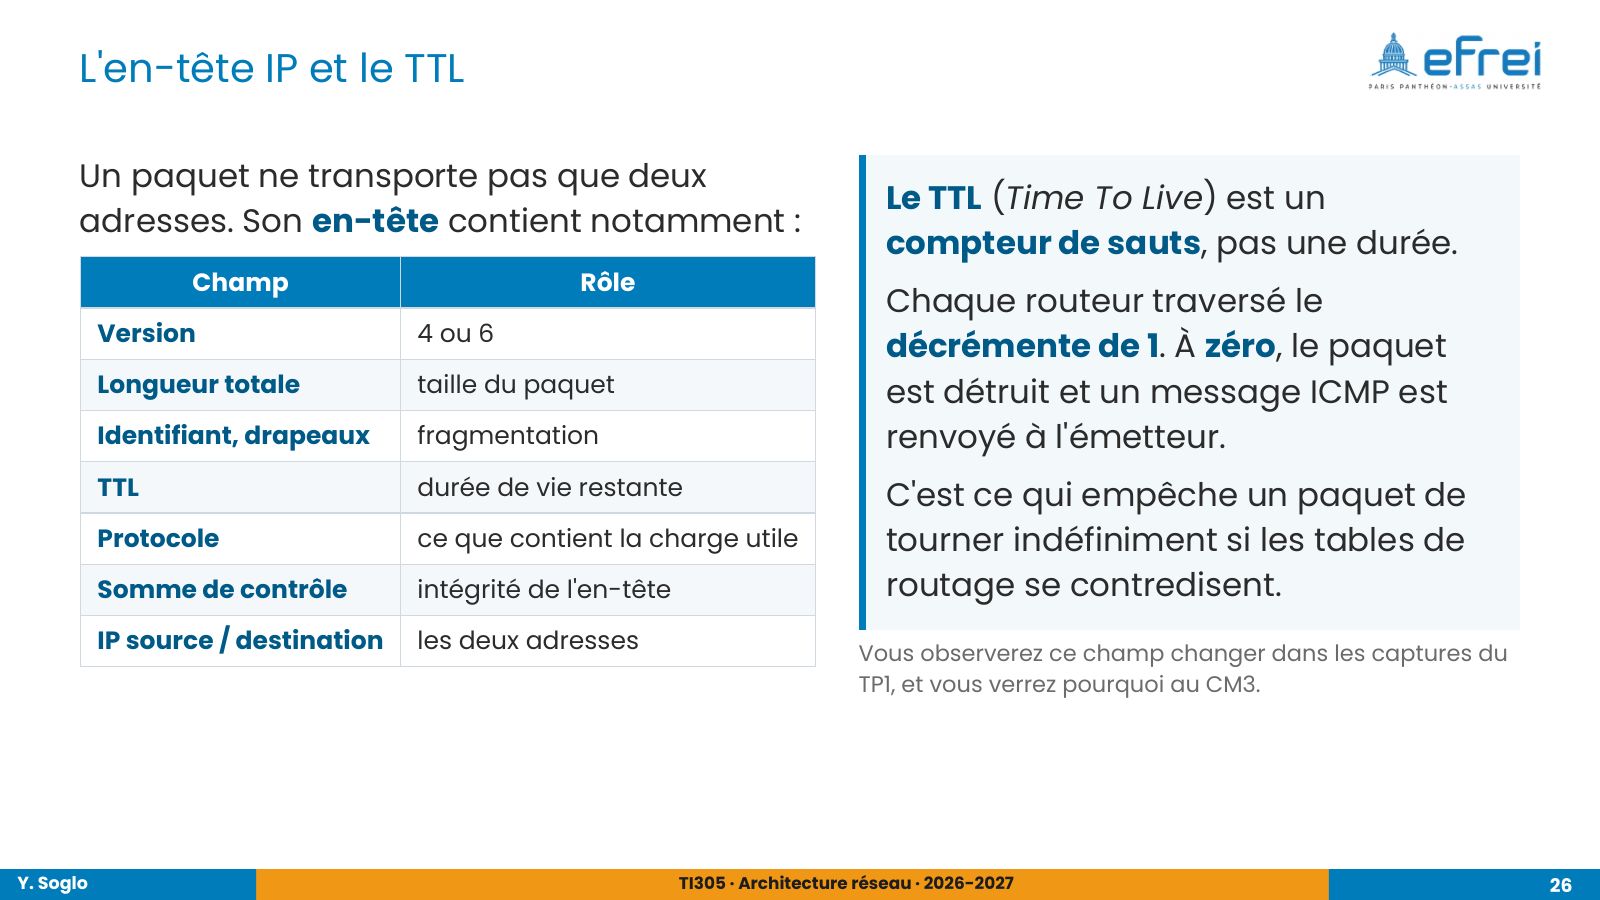 L'en-tête IP et le TTL
efrei
PARIS PANTHÉON-ASSAS UNIVERSITÉ
Un paquet ne transporte pas que deux
adresses. Son en-tête contient notamment :
Champ Rôle
Version 4 ou 6
Longueur totale taille du paquet
Identifiant, drapeaux fragmentation
TTL durée de vie restante
Protocole ce que contient la charge utile
Somme de contrôle intégrité de l'en-tête
IP source / destination les deux adresses
Le TTL (Time To Live) est un
compteur de sauts, pas une durée.
Chaque routeur traversé le
décrémente de 1. À zéro, le paquet
est détruit et un message ICMP est
renvoyé à l'émetteur.
C'est ce qui empêche un paquet de
tourner indéfiniment si les tables de
routage se contredisent.
Vous observerez ce champ changer dans les captures du
TP1, et vous verrez pourquoi au CM3.
Y. Soglo
TI305 · Architecture réseau · 2026-2027
26